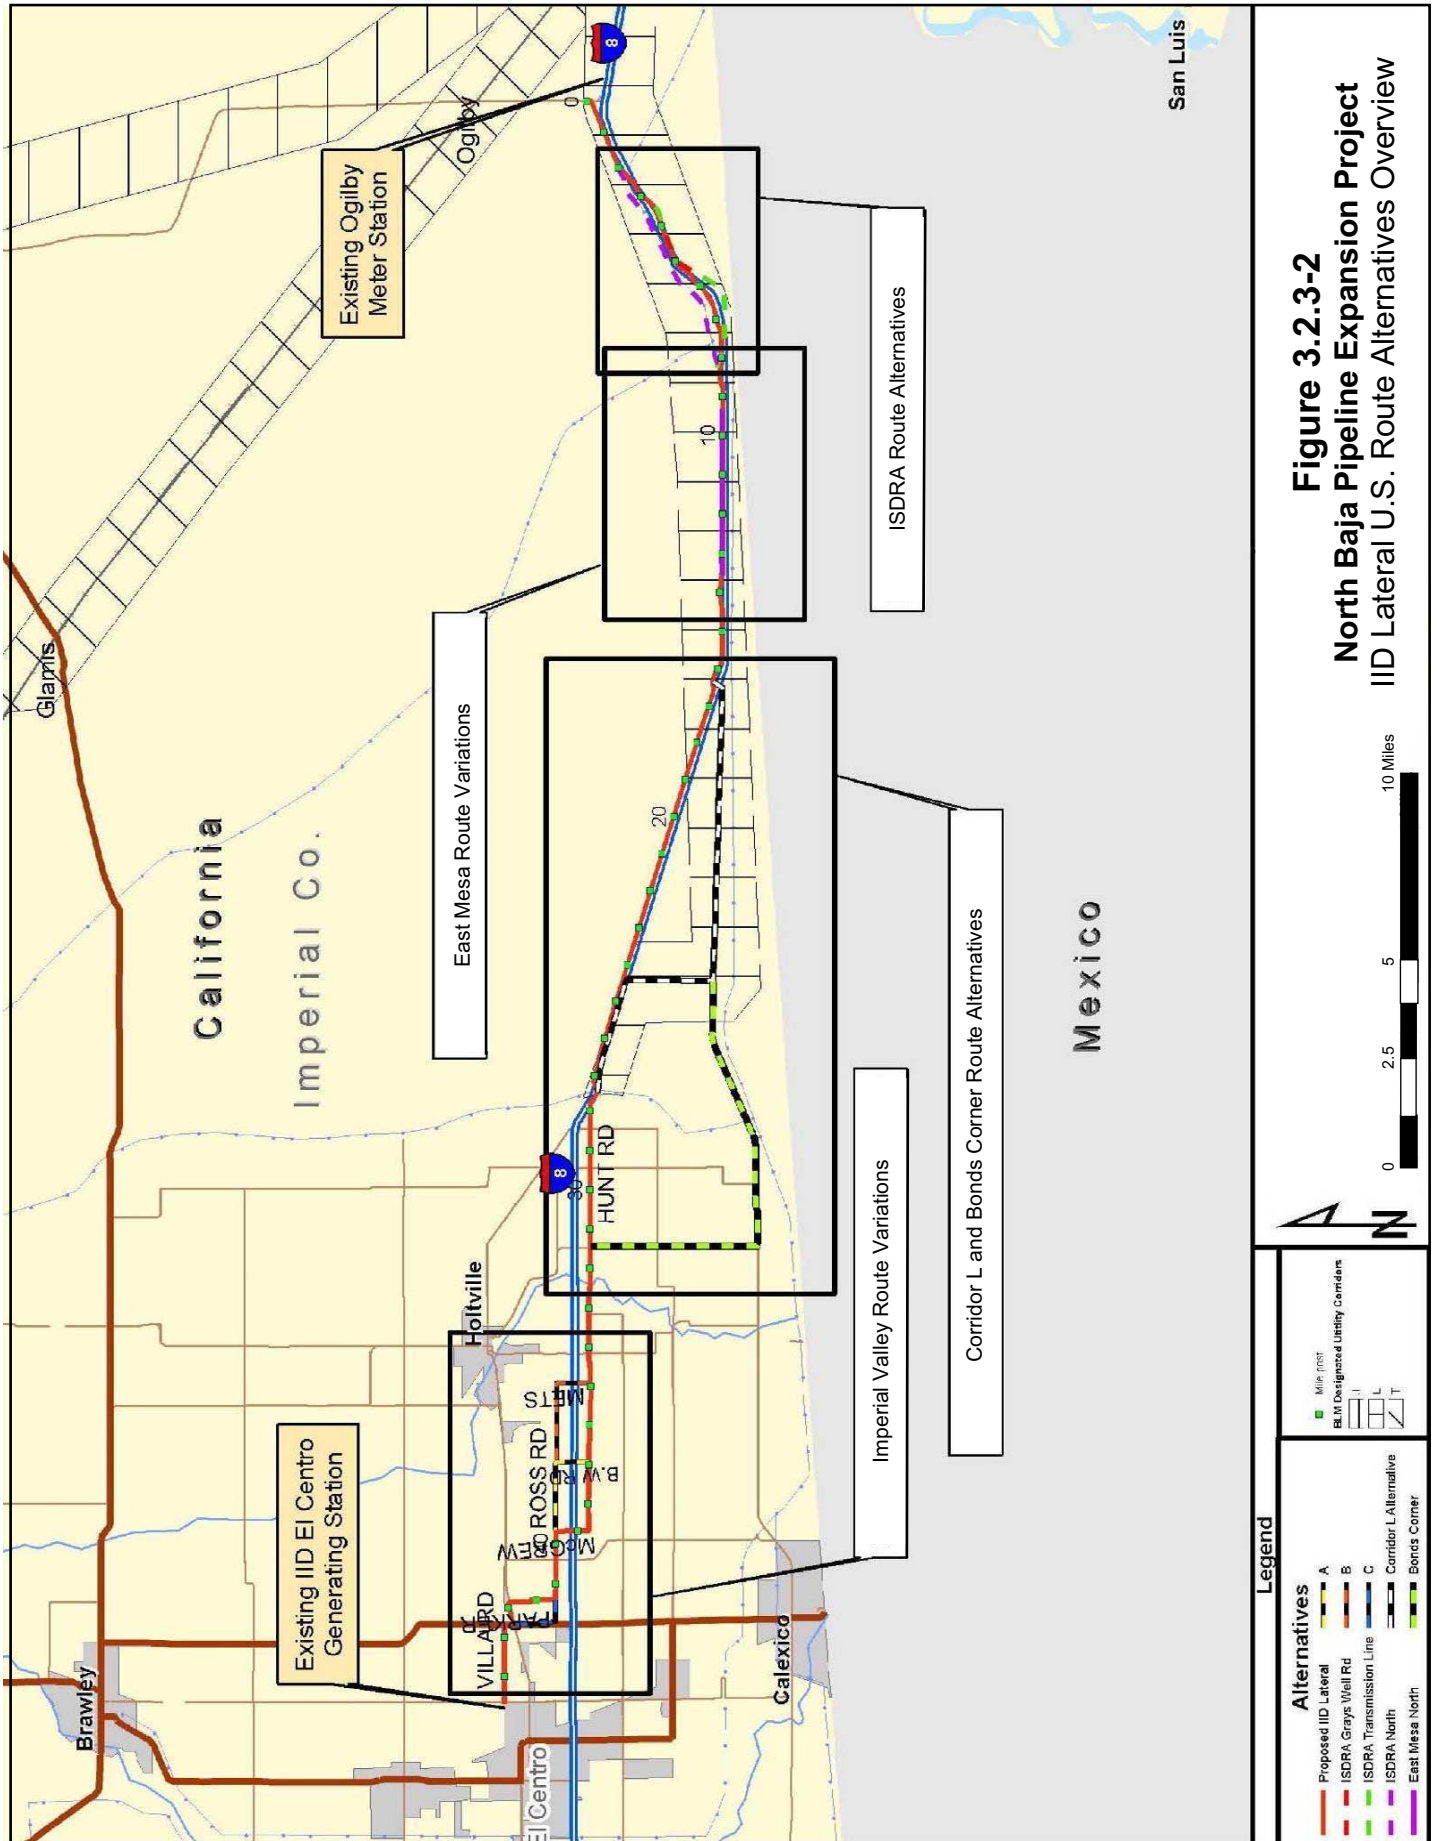 Brawley
Glamis
Ogilby
California
Imperial Co.
Existing Ogilby
Meter Station
8
0
Existing IID El Centro
Generating Station
East Mesa Route Variations
Holtville
VILLA RD
PARKER
McGREW
ROSS RD
B.W RD
METS
8
30
HUNT RD
20
10
El Centro
Calexico
ISDRA Route Alternatives
Imperial Valley Route Variations
Corridor L and Bonds Corner Route Alternatives
Mexico
San Luis
Legend
Alternatives
Proposed IID Lateral
ISDRA Grays Well Rd
ISDRA Transmission Line
ISDRA North
East Mesa North
A
B
C
Corridor L Alternative
Bonds Corner
Mile post
BLM Designated Utility Corridors
J
L
T
N
0
2.5
5
10 Miles
Figure 3.2.3-2
North Baja Pipeline Expansion Project
IID Lateral U.S. Route Alternatives Overview